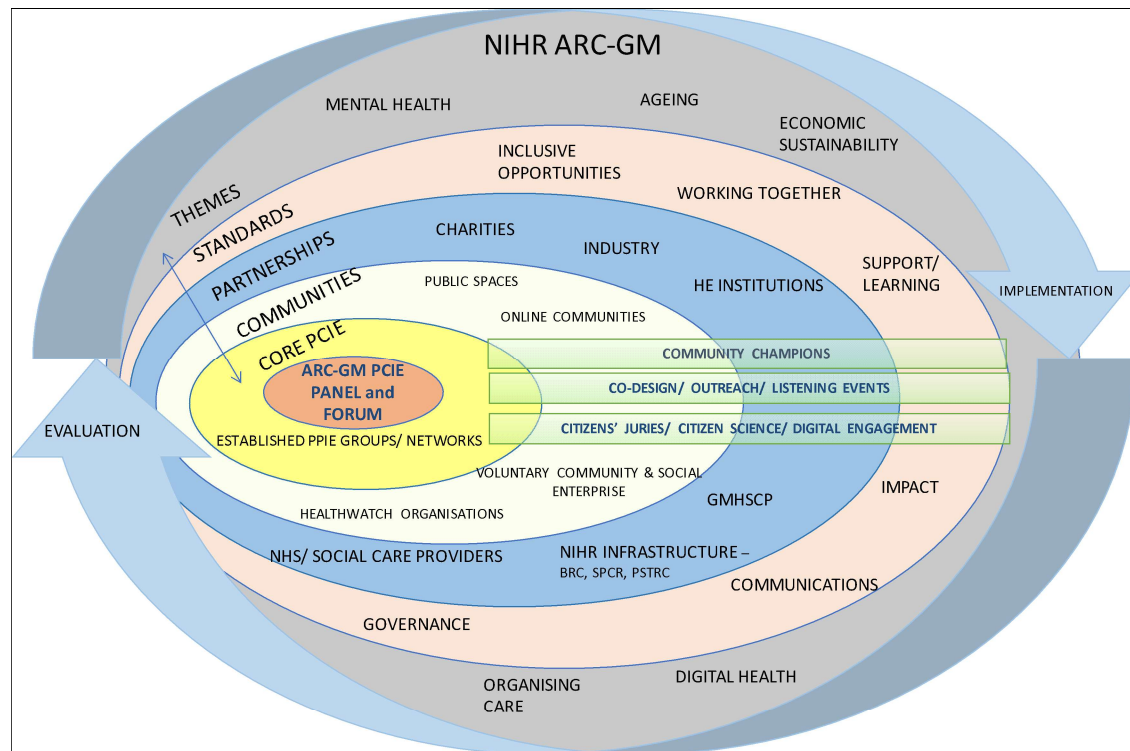 NIHR ARC-GM
MENTAL HEALTH
AGEING
ECONOMIC
SUSTAINABILITY
INCLUSIVE
OPPORTUNITIES
WORKING TOGETHER
THEMES
STANDARDS
PARTNERSHIPS
COMMUNITIES
CORE PCIE
CHARITIES
INDUSTRY
SUPPORT/
LEARNING
PUBLIC SPACES
HE INSTITUTIONS
IMPLEMENTATION
ONLINE COMMUNITIES
COMMUNITY CHAMPIONS
ARC-GM PCIE
PANEL and
FORUM
CO-DESIGN/ OUTREACH/ LISTENING EVENTS
EVALUATION
ESTABLISHED PPIE GROUPS/ NETWORKS
CITIZENS' JURIES/ CITIZEN SCIENCE/ DIGITAL ENGAGEMENT
VOLUNTARY COMMUNITY & SOCIAL
ENTERPRISE
IMPACT
GMHSCP
HEALTHWATCH ORGANISATIONS
NHS/ SOCIAL CARE PROVIDERS
NIHR INFRASTRUCTURE –
BRC, SPCR, PSTRC
COMMUNICATIONS
GOVERNANCE
DIGITAL HEALTH
ORGANISING
CARE